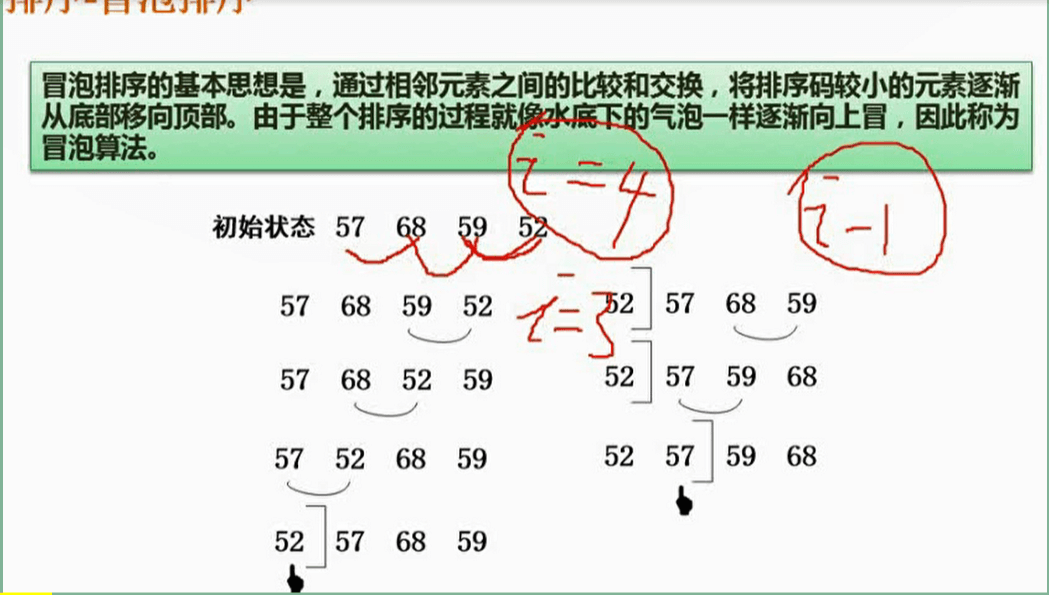 排序-冒泡排序
冒泡排序的基本思想是，通过相邻元素之间的比较和交换，将排序码较小的元素逐渐
从底部移向顶部。由于整个排序的过程就像水底下的气泡一样逐渐向上冒，因此称为
冒泡算法。
i=4
i-1
初始状态 57 68 59 52
i=3
57 68 59 52
57 68 52 59
57 52 68 59
52 ] 57 68 59
52 ] 57 68 59
52 ] 57 59 68
52 57 ] 59 68